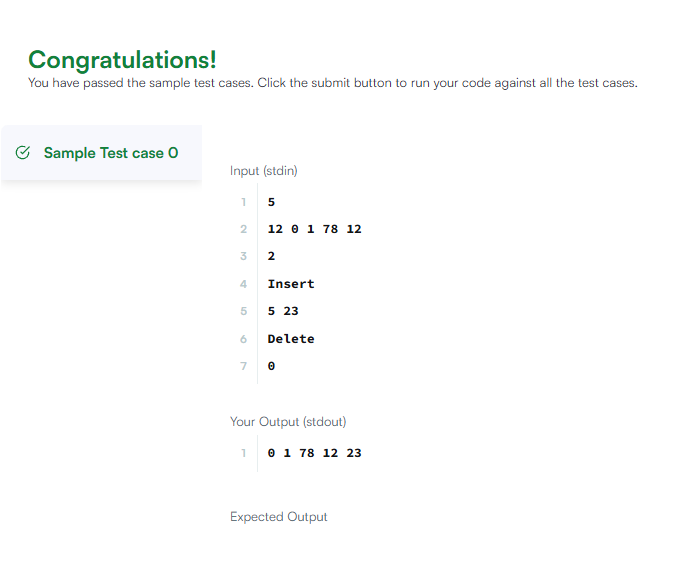 Congratulations!
You have passed the sample test cases. Click the submit button to run your code against all the test cases.
Sample Test case 0
Input (stdin)
1 5
2 12 0 1 78 12
3 2
4 Insert
5 5 23
6 Delete
7 0
Your Output (stdout)
1 0 1 78 12 23
Expected Output